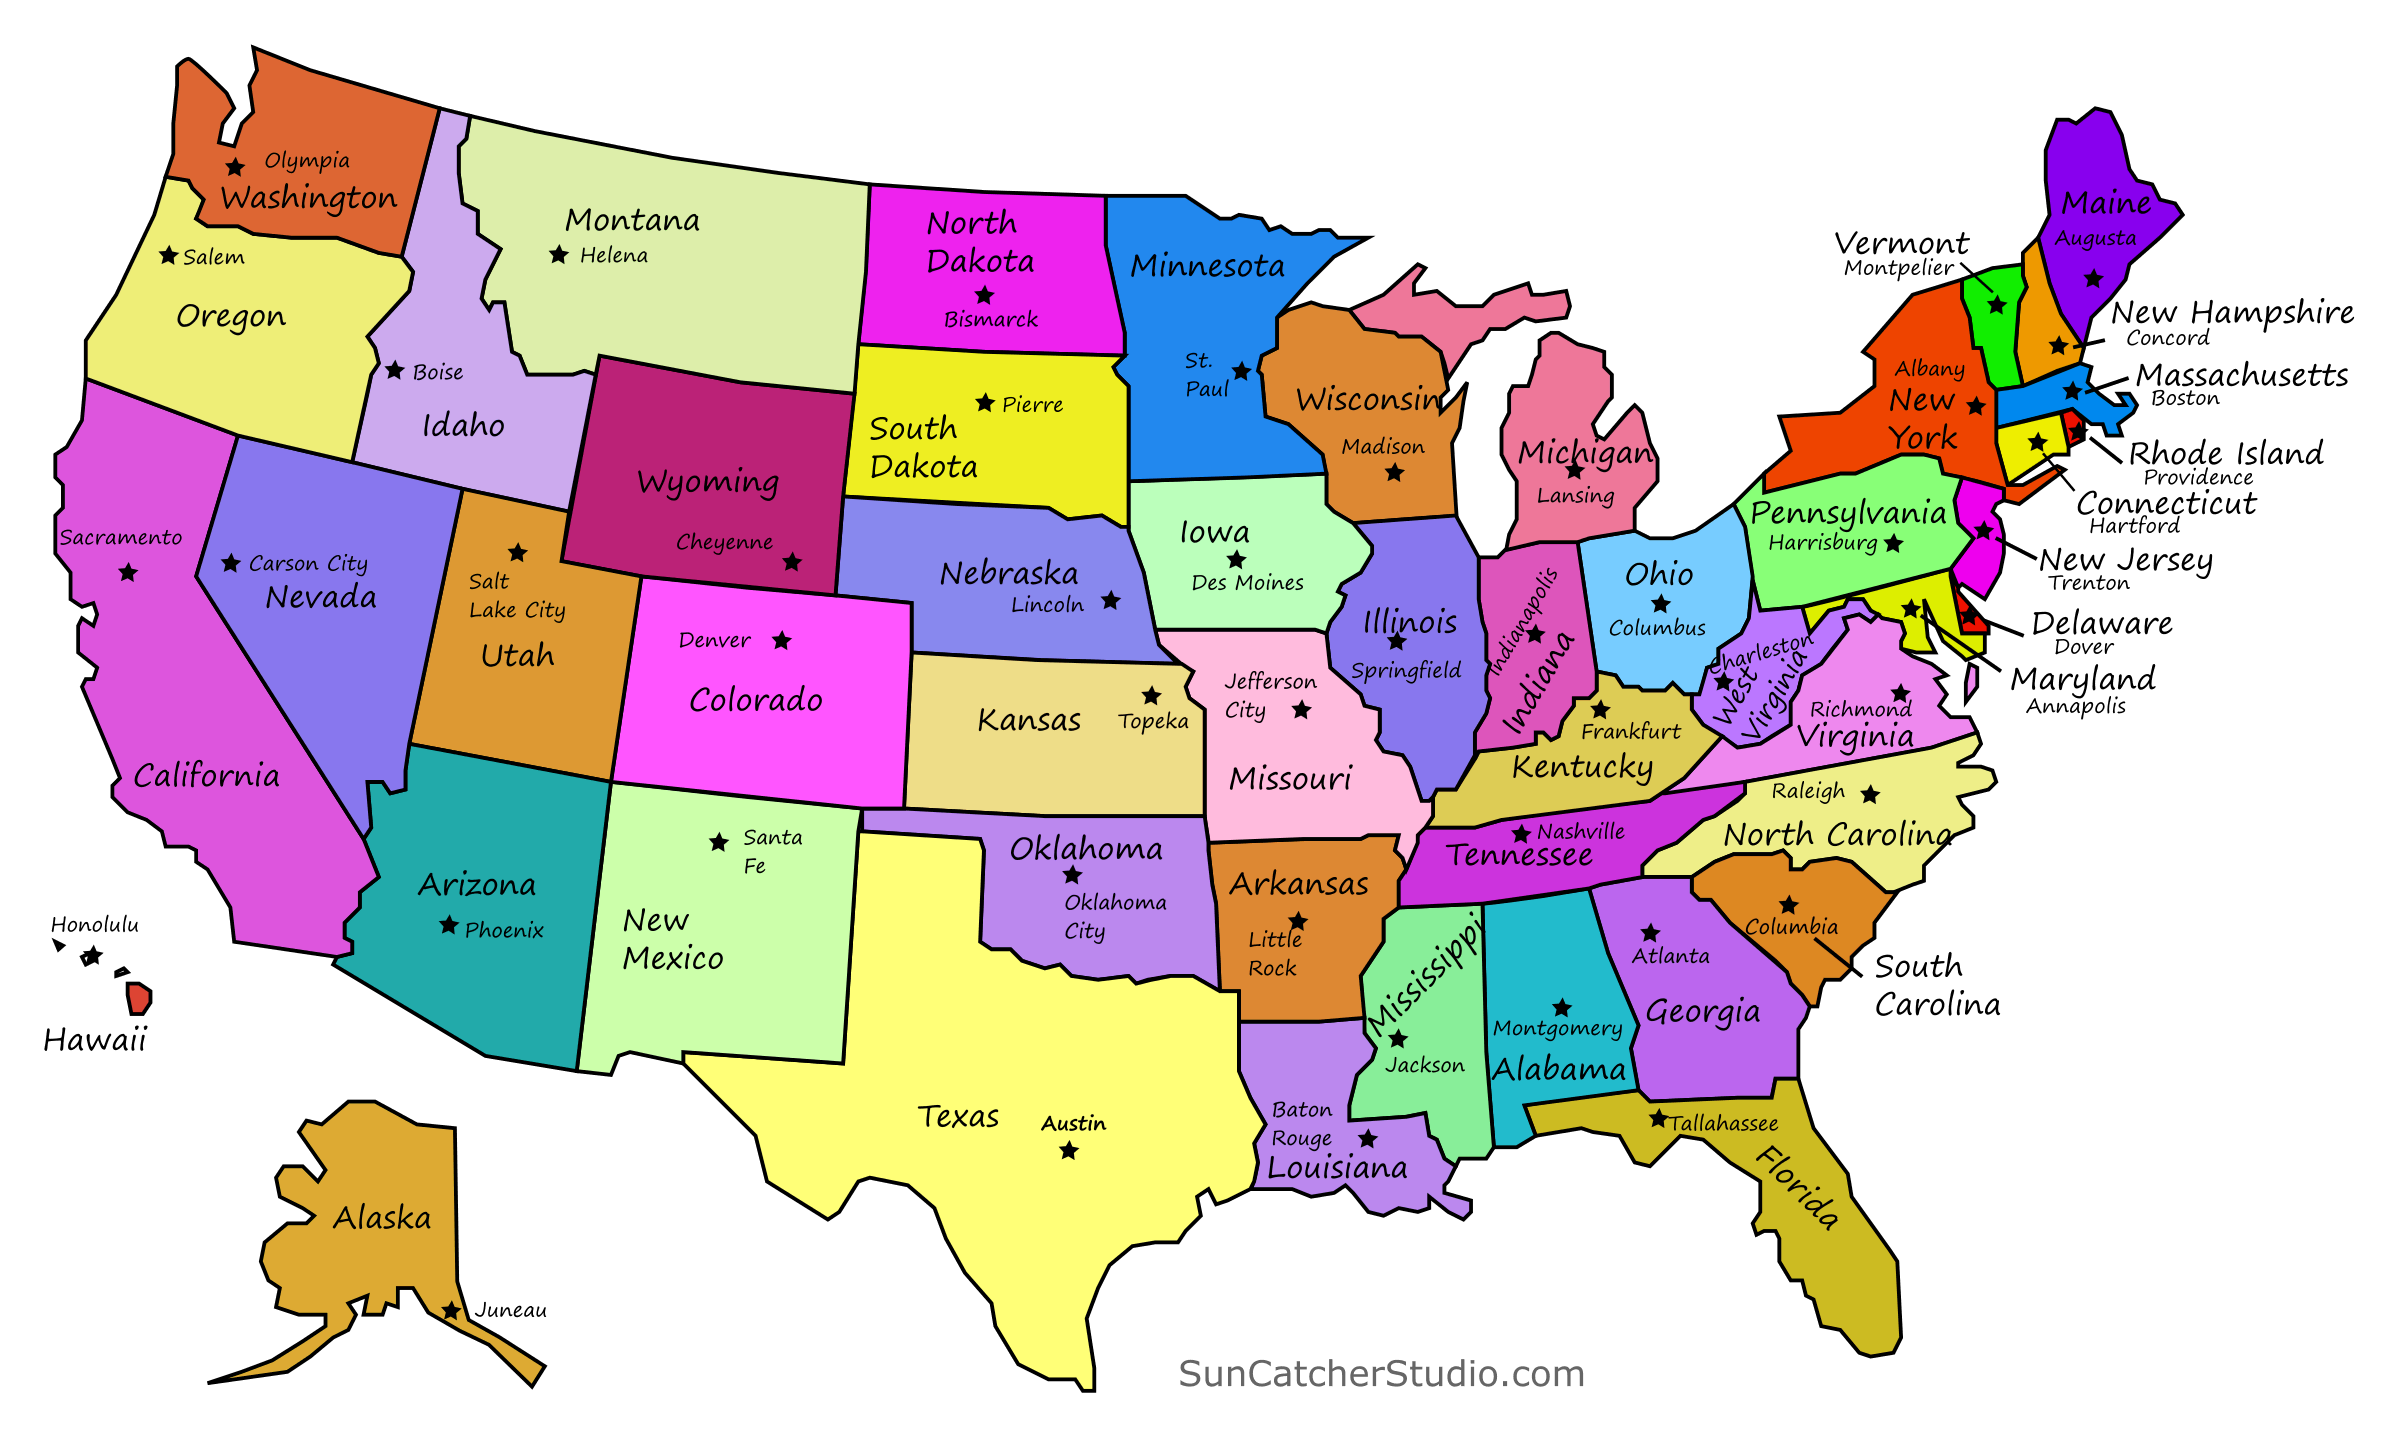 Olympia
Washington
Salem
Oregon
Boise
Idaho
Montana
Helena
North
Dakota
Bismarck
South
Dakota
Pierre
Minnesota
St.
Paul
Wisconsin
Madison
Michigan
Lansing
Wyoming
Cheyenne
Sacramento
California
Carson City
Nevada
Salt
Lake City
Utah
Denver
Colorado
Nebraska
Lincoln
Iowa
Des Moines
Kansas
Topeka
Jefferson
City
Missouri
Illinois
Springfield
Indianapolis
Indiana
Ohio
Columbus
Frankfurt
Kentucky
Charleston
West
Virginia
Richmond
Virginia
Pennsylvania
Harrisburg
Albany
New
York
Vermont
Montpelier
Maine
Augusta
New Hampshire
Concord
Massachusetts
Boston
Rhode Island
Providence
Connecticut
Hartford
New Jersey
Trenton
Delaware
Dover
Maryland
Annapolis
Raleigh
North Carolina
Nashville
Tennessee
Columbia
South
Carolina
Arizona
Phoenix
Santa
Fe
New
Mexico
Oklahoma
Oklahoma
City
Arkansas
Little
Rock
Mississippi
Jackson
Montgomery
Alabama
Atlanta
Georgia
Texas
Austin
Baton
Rouge
Louisiana
Tallahassee
Florida
Honolulu
Hawaii
Alaska
Juneau
SunCatcherStudio.com